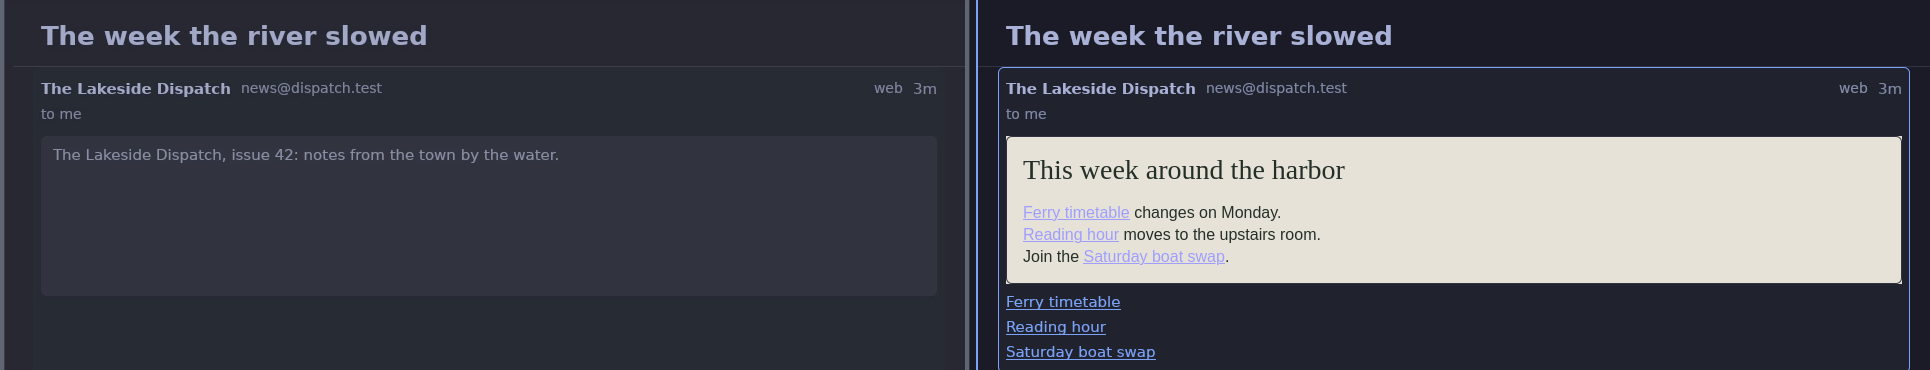 The week the river slowed
The Lakeside Dispatch news@dispatch.test web 3m
to me
The Lakeside Dispatch, issue 42: notes from the town by the water.
The week the river slowed
The Lakeside Dispatch news@dispatch.test web 3m
to me
This week around the harbor
Ferry timetable changes on Monday.
Reading hour moves to the upstairs room.
Join the Saturday boat swap.
Ferry timetable
Reading hour
Saturday boat swap